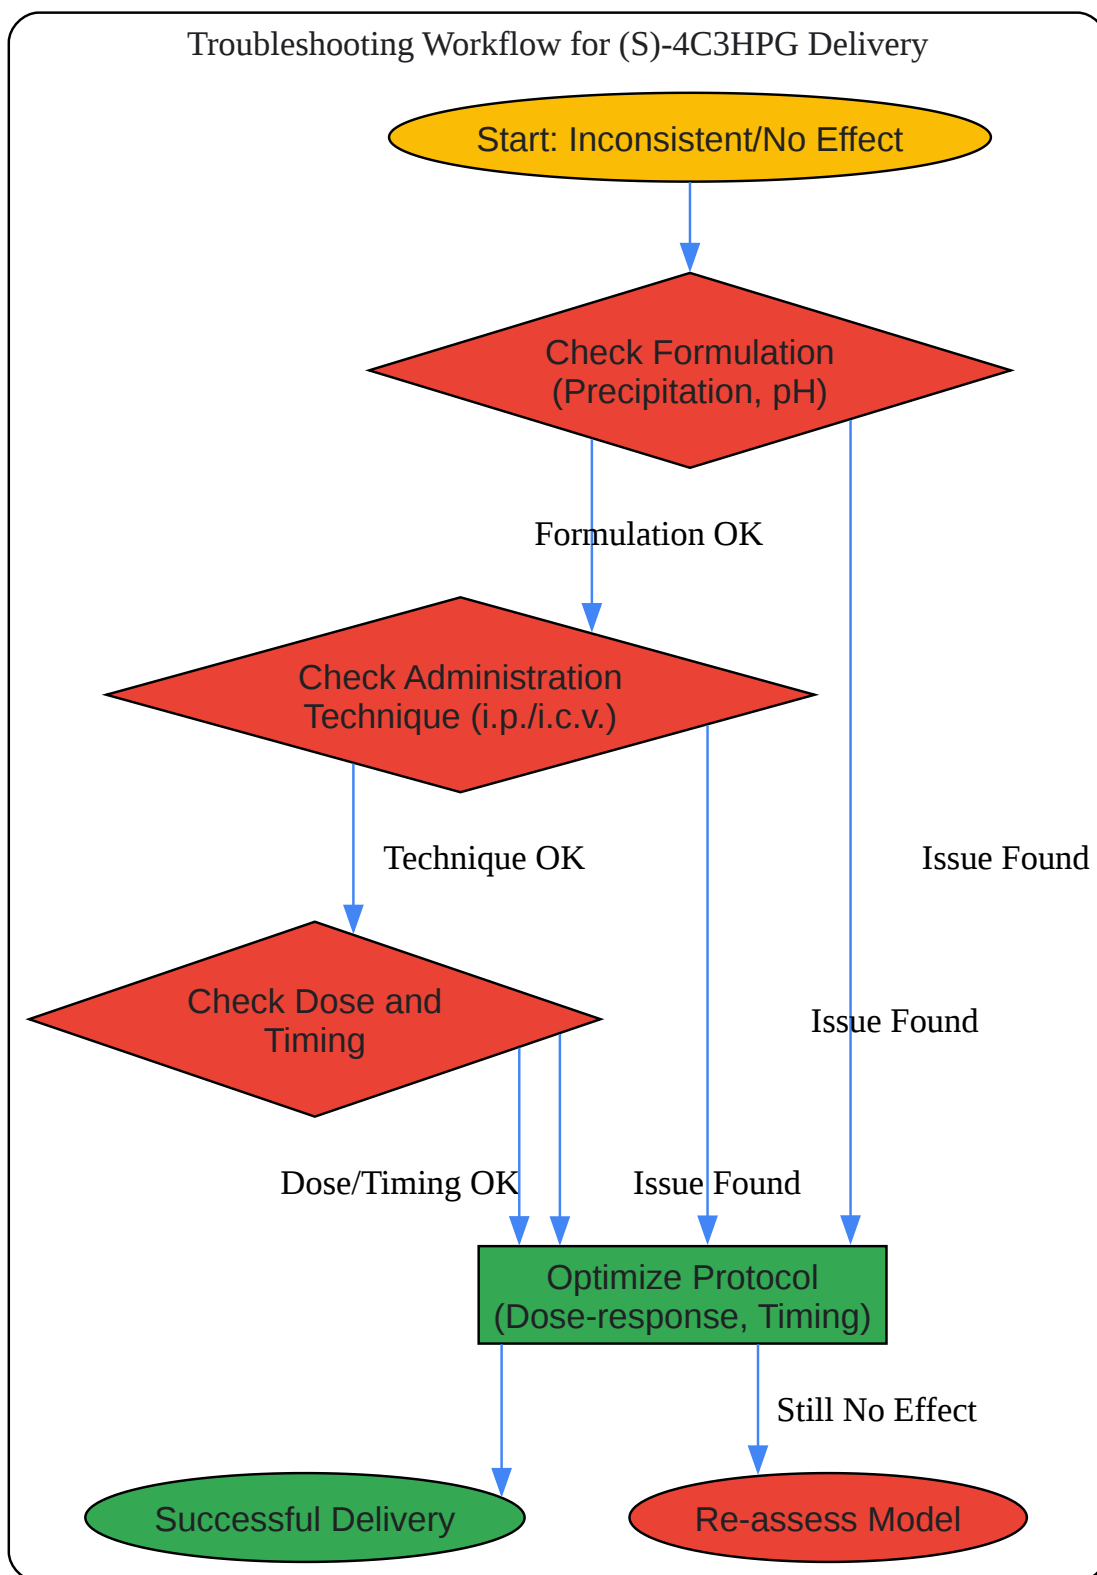 Troubleshooting Workflow for (S)-4C3HPG Delivery
Start: Inconsistent/No Effect
Check Formulation
(Precipitation, pH)
Formulation OK
Check Administration
Technique (i.p./i.c.v.)
Technique OK
Issue Found
Check Dose and
Timing
Issue Found
Dose/Timing OK
Issue Found
Optimize Protocol
(Dose-response, Timing)
Still No Effect
Successful Delivery
Re-assess Model